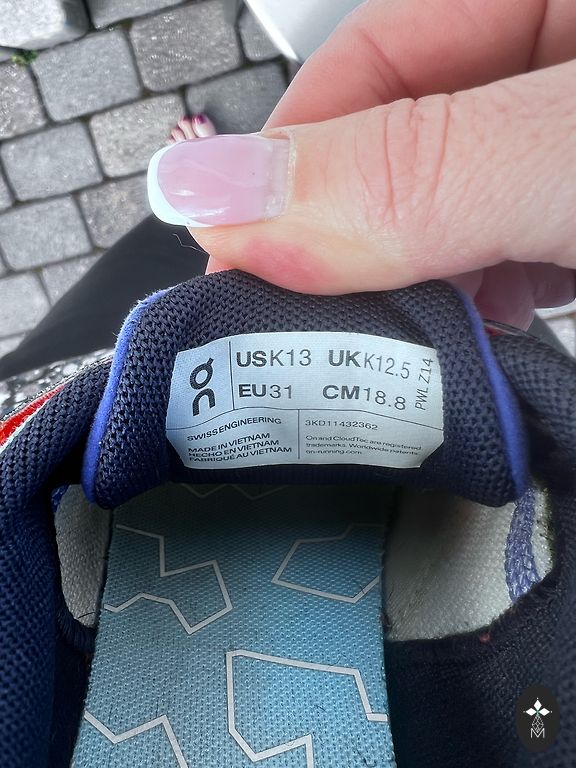 USK13 UKK12.5
EU31 CM18.8
PWL Z14
SWISS ENGINEERING
MADE IN VIETNAM
HECHO EN VIETNAM
FABRIQUÉ AU VIETNAM
3KD11432362
On and CloudTec are registered
trademarks. Worldwide patents.
on-running.com
M